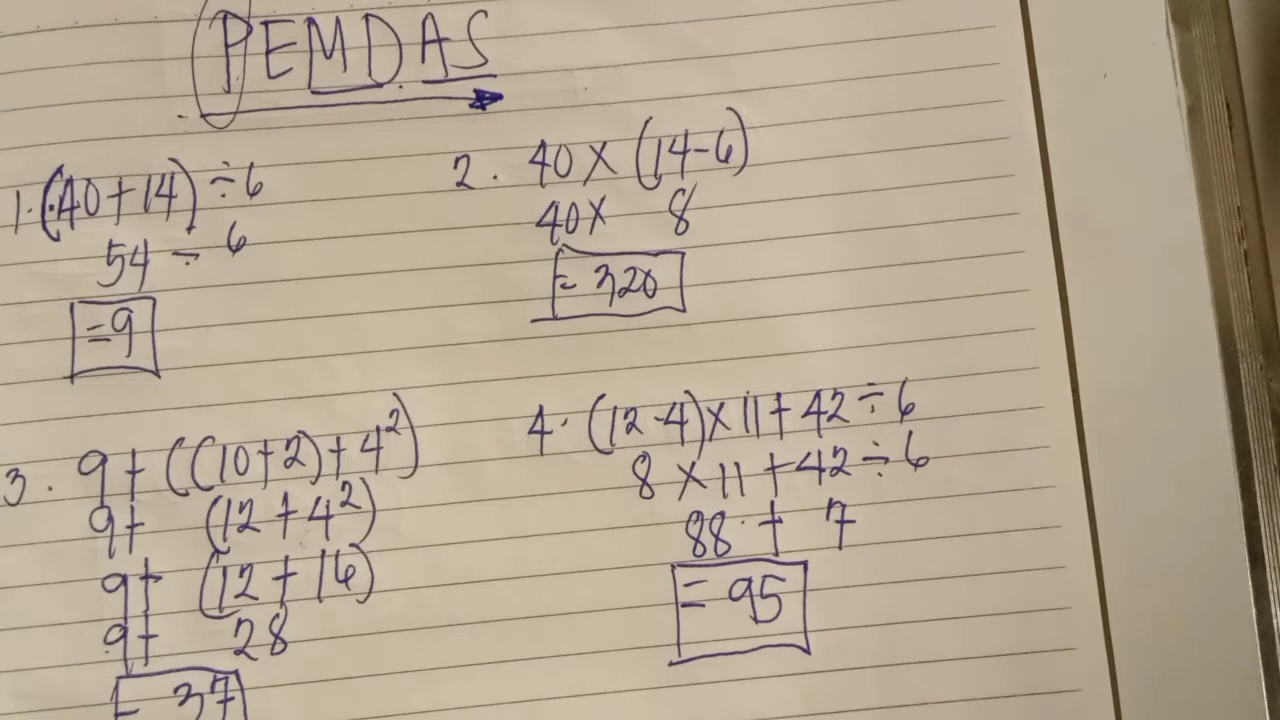 PEMDAS
1. (40+14) ÷ 6
54 ÷ 6
= 9
2. 40 × (14-6)
40 × 8
= 320
3. 9 + ((10+2)+4²)
9 + (12+4²)
9 + (12+16)
9 + 28
= 37
4. (12-4) × 11 + 42 ÷ 6
8 × 11 + 42 ÷ 6
88 + 7
= 95